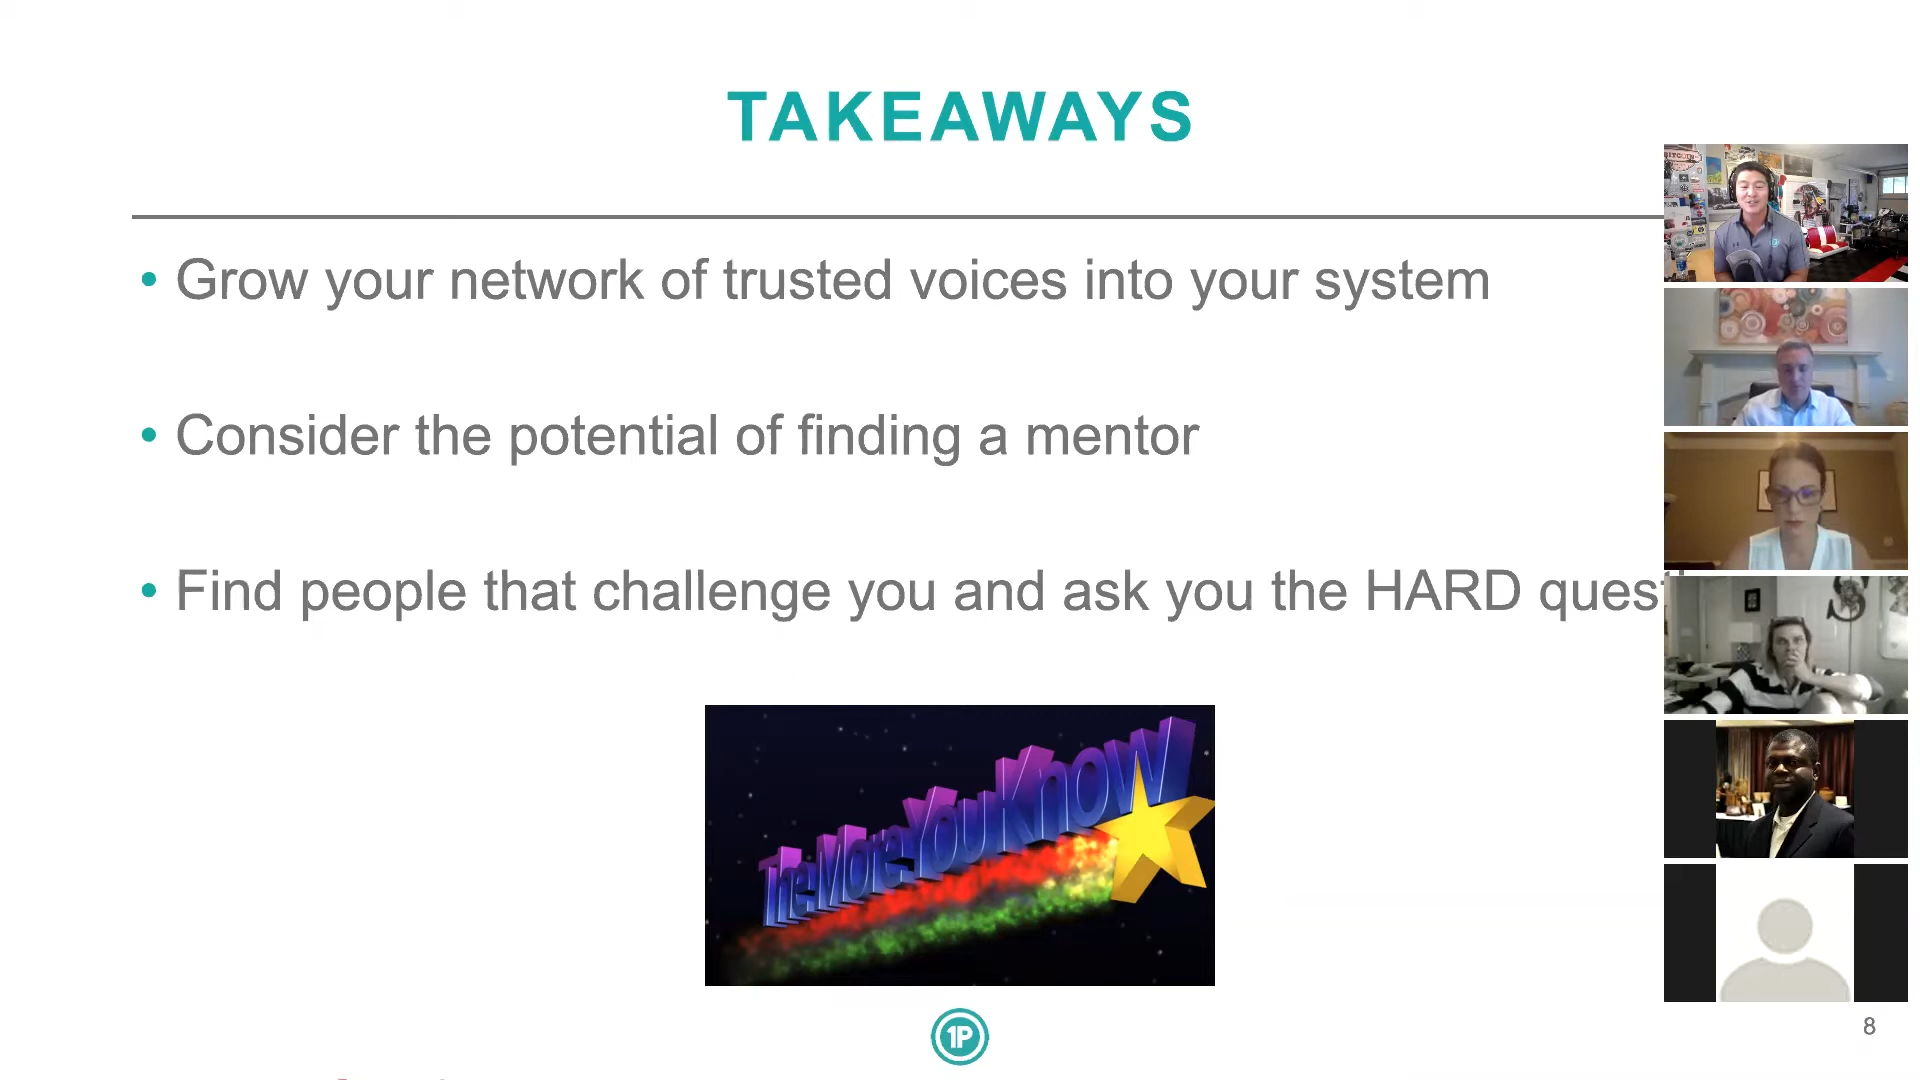 TAKEAWAYS
• Grow your network of trusted voices into your system
• Consider the potential of finding a mentor
• Find people that challenge you and ask you the HARD quest
The More You Know
1P
8